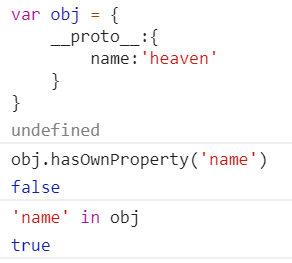 var obj = {
    __proto__:{
        name:'heaven'
    }
}
undefined
obj.hasOwnProperty('name')
false
'name' in obj
true